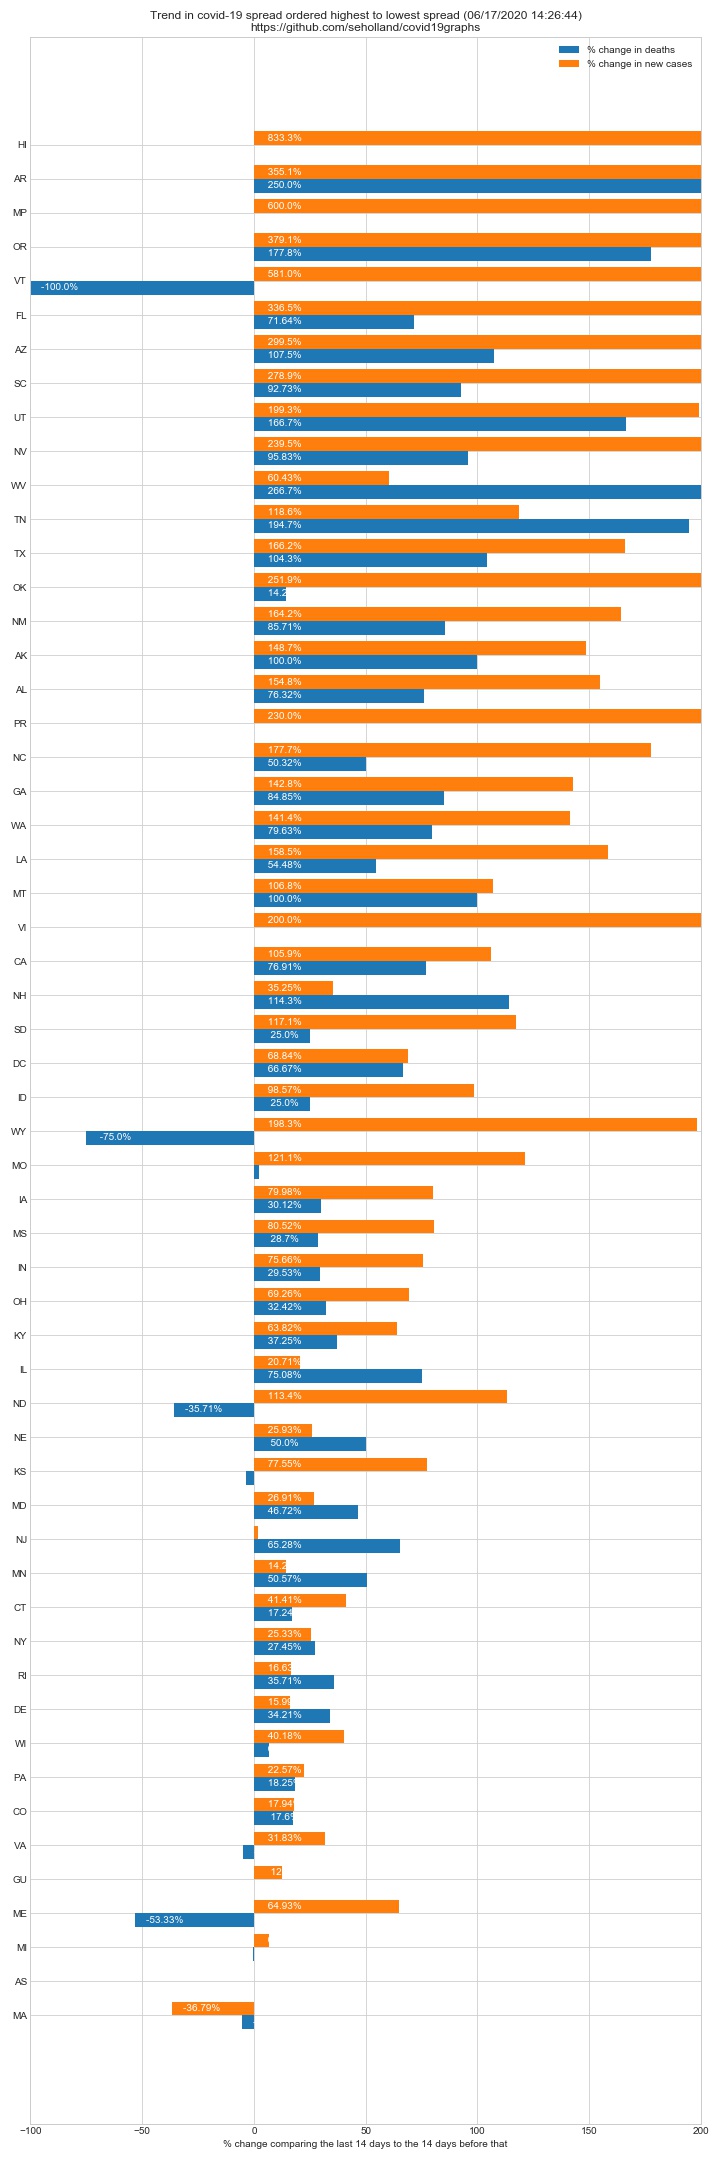 Trend in covid-19 spread ordered highest to lowest spread (06/17/2020 14:26:44)
https://github.com/seholland/covid19graphs
% change in deaths
% change in new cases
HI 833.3%
AR 355.1%
250.0%
MP 600.0%
OR 379.1%
177.8%
VT 581.0%
-100.0%
FL 336.5%
71.64%
AZ 299.5%
107.5%
SC 278.9%
92.73%
UT 199.3%
166.7%
NV 239.5%
95.83%
WV 60.43%
266.7%
TN 118.6%
194.7%
TX 166.2%
104.3%
OK 251.9%
14.2
NM 164.2%
85.71%
AK 148.7%
100.0%
AL 154.8%
76.32%
PR 230.0%
NC 177.7%
50.32%
GA 142.8%
84.85%
WA 141.4%
79.63%
LA 158.5%
54.48%
MT 106.8%
100.0%
VI 200.0%
CA 105.9%
76.91%
NH 35.25%
114.3%
SD 117.1%
25.0%
DC 68.84%
66.67%
ID 98.57%
25.0%
WY 198.3%
-75.0%
MO 121.1%
IA 79.98%
30.12%
MS 80.52%
28.7%
IN 75.66%
29.53%
OH 69.26%
32.42%
KY 63.82%
37.25%
IL 20.71%
75.08%
ND 113.4%
-35.71%
NE 25.93%
50.0%
KS 77.55%
MD 26.91%
46.72%
NJ
65.28%
MN 14.2
50.57%
CT 41.41%
17.24
NY 25.33%
27.45%
RI 16.63
35.71%
DE 15.99
34.21%
WI 40.18%
PA 22.57%
18.25%
CO 17.94%
17.6%
VA 31.83%
GU 12
ME 64.93%
-53.33%
MI
AS
MA -36.79%
−100 −50 0 50 100 150 200
% change comparing the last 14 days to the 14 days before that